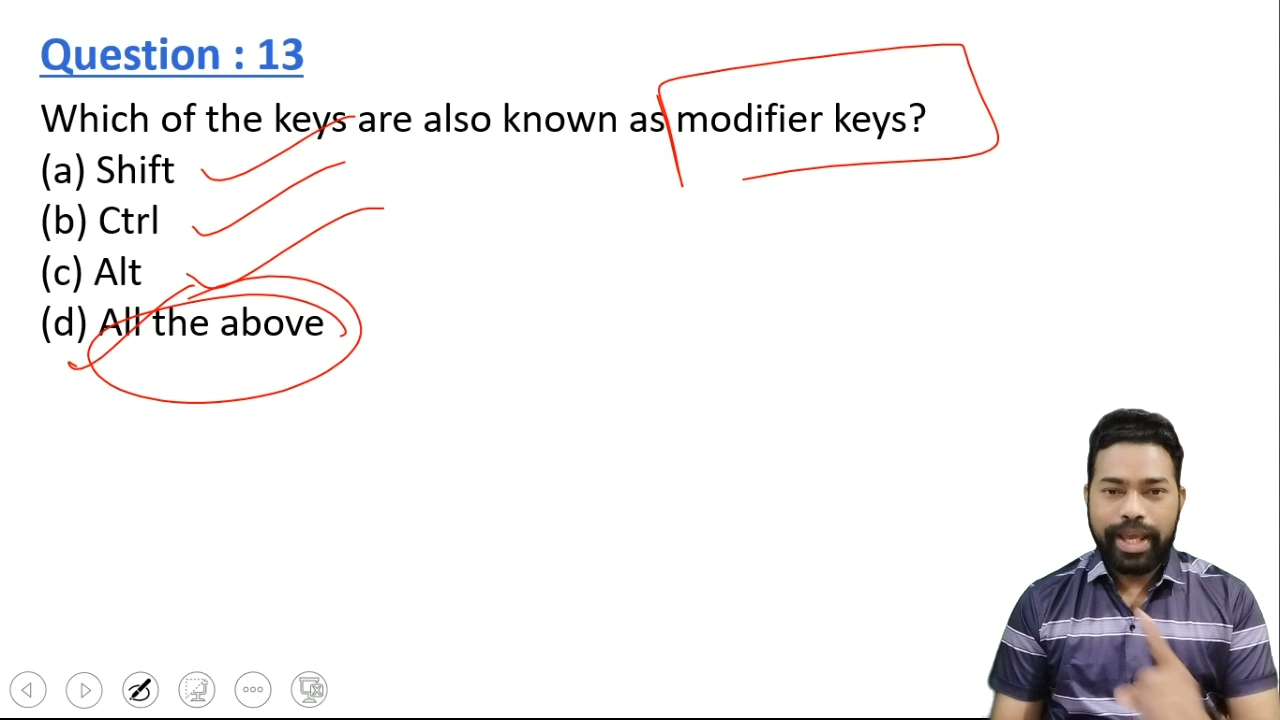 Question : 13
Which of the keys are also known as modifier keys?
(a) Shift
(b) Ctrl
(c) Alt
(d) All the above